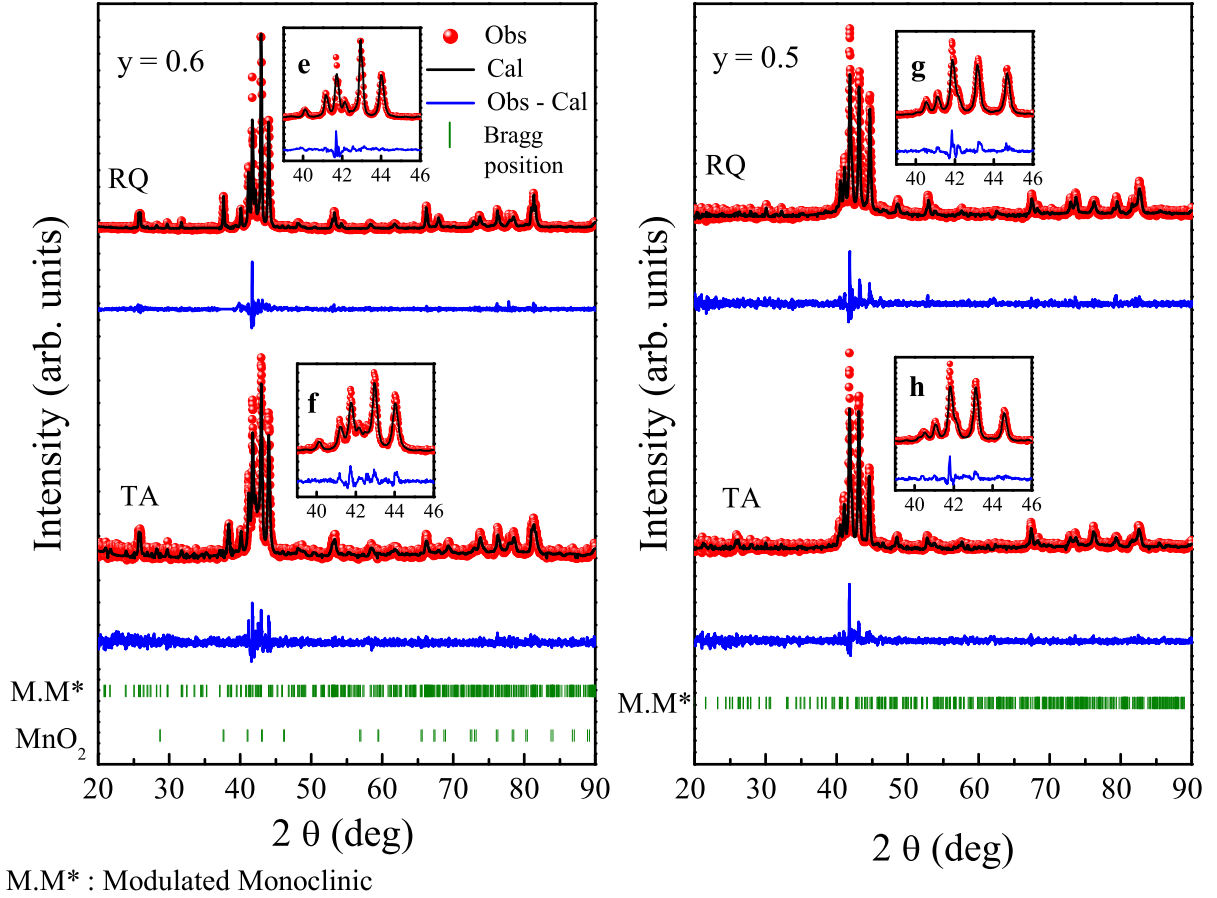 y = 0.6
e
40 42 44 46
Obs
Cal
Obs - Cal
Bragg
position
RQ
f
40 42 44 46
TA
Intensity (arb. units)
M.M*
MnO2
20 30 40 50 60 70 80 90
2 θ (deg)
y = 0.5
g
40 42 44 46
RQ
h
40 42 44 46
TA
Intensity (arb. units)
M.M*
20 30 40 50 60 70 80 90
2 θ (deg)
M.M* : Modulated Monoclinic